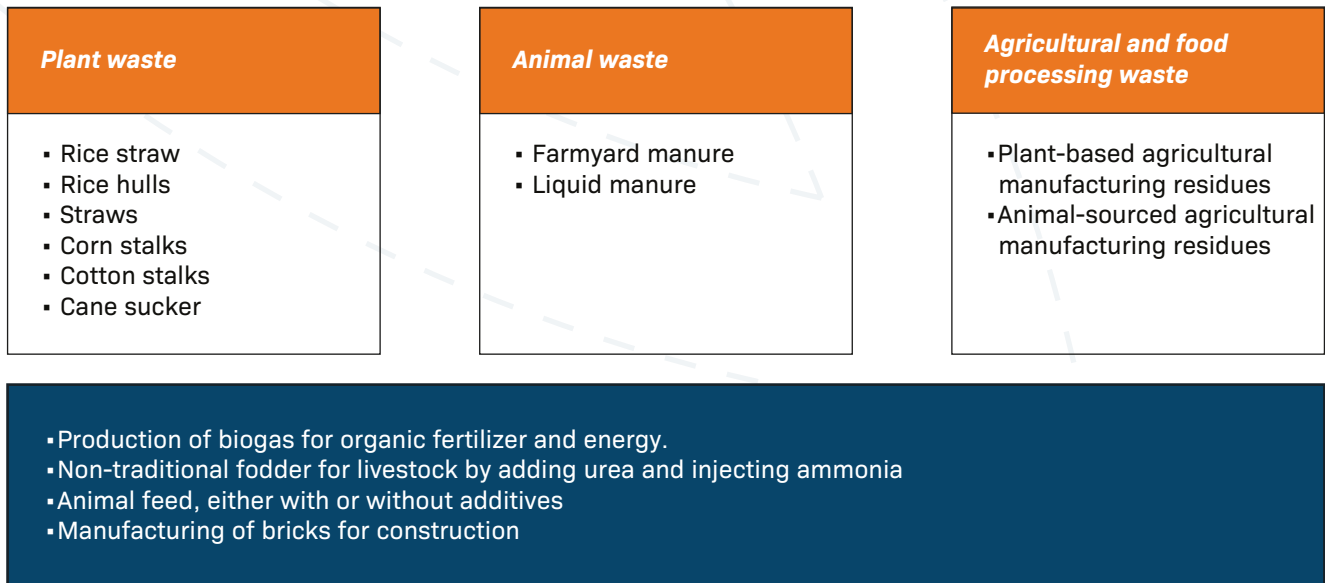 Plant waste
▪ Rice straw
▪ Rice hulls
▪ Straws
▪ Corn stalks
▪ Cotton stalks
▪ Cane sucker
Animal waste
▪ Farmyard manure
▪ Liquid manure
Agricultural and food
processing waste
▪Plant-based agricultural
manufacturing residues
▪Animal-sourced agricultural
manufacturing residues
▪Production of biogas for organic fertilizer and energy.
▪Non-traditional fodder for livestock by adding urea and injecting ammonia
▪Animal feed, either with or without additives
▪Manufacturing of bricks for construction